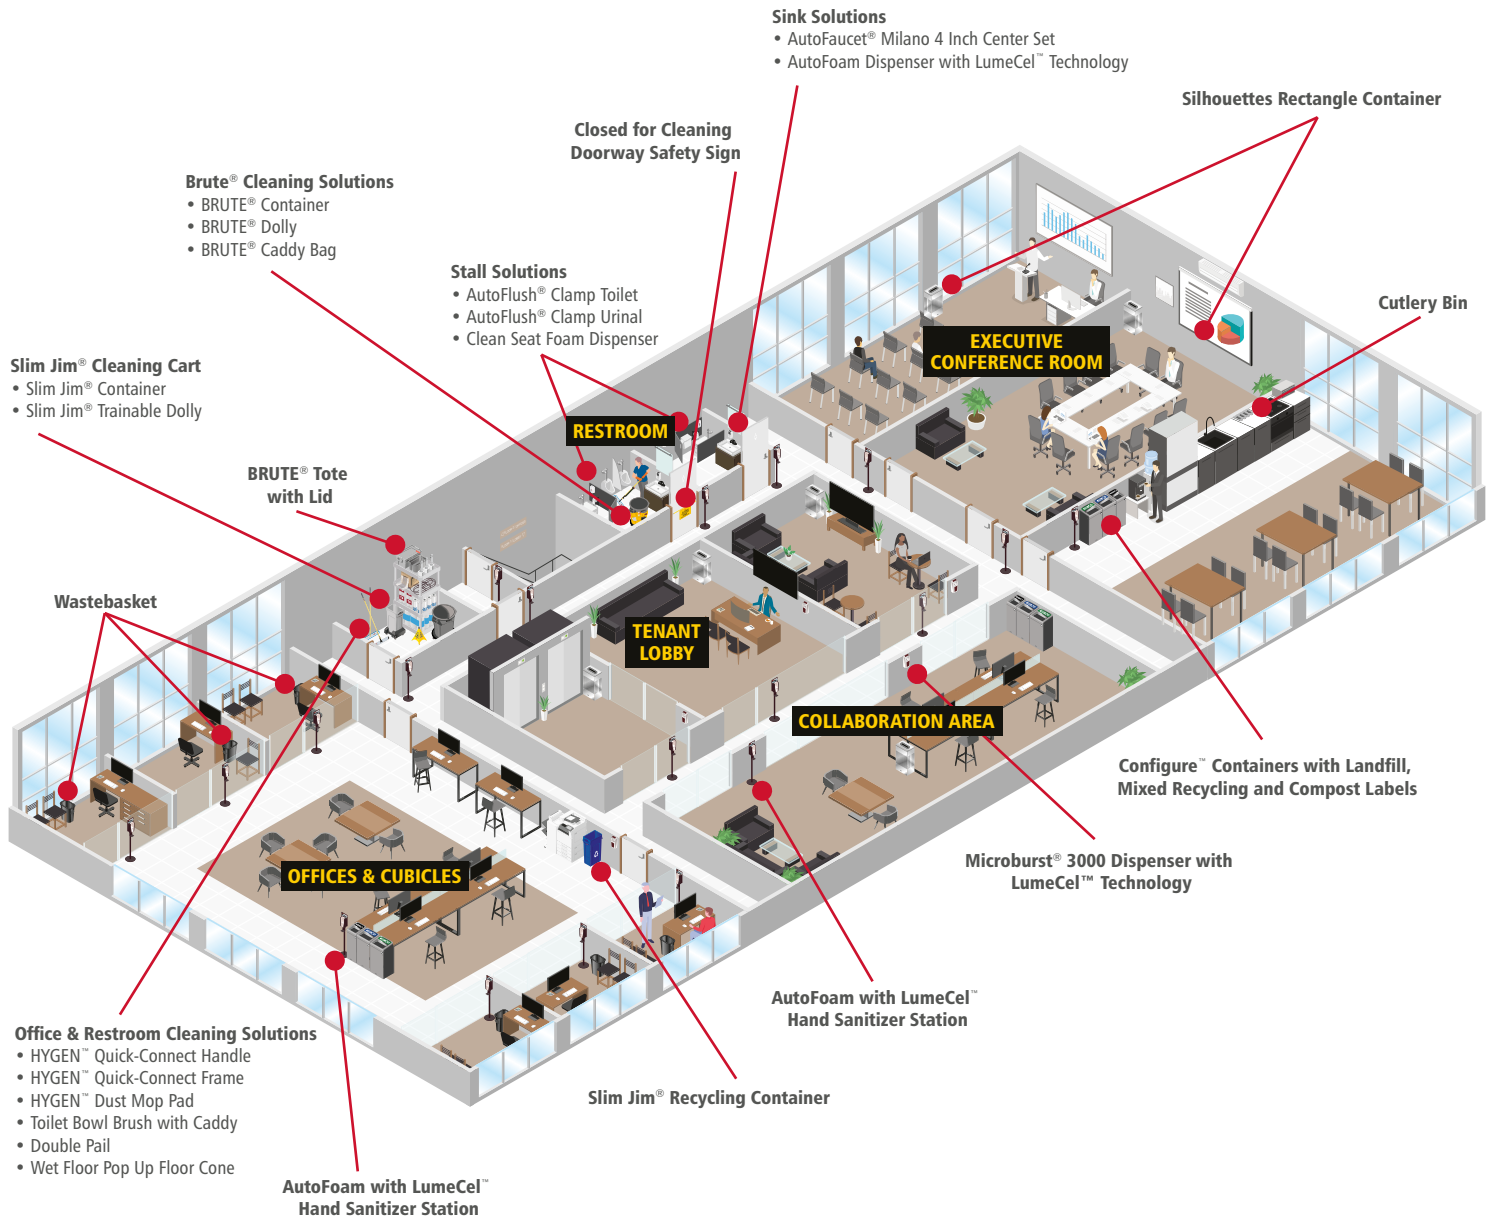 Sink Solutions
• AutoFaucet® Milano 4 Inch Center Set
• AutoFoam Dispenser with LumeCel™ Technology
Silhouettes Rectangle Container
Closed for Cleaning
Doorway Safety Sign
Brute® Cleaning Solutions
• BRUTE® Container
• BRUTE® Dolly
• BRUTE® Caddy Bag
Stall Solutions
• AutoFlush® Clamp Toilet
• AutoFlush® Clamp Urinal
• Clean Seat Foam Dispenser
Cutlery Bin
Slim Jim® Cleaning Cart
• Slim Jim® Container
• Slim Jim® Trainable Dolly
EXECUTIVE
CONFERENCE ROOM
RESTROOM
BRUTE® Tote
with Lid
Wastebasket
TENANT
LOBBY
COLLABORATION AREA
Configure™ Containers with Landfill,
Mixed Recycling and Compost Labels
Microburst® 3000 Dispenser with
LumeCel™ Technology
OFFICES & CUBICLES
AutoFoam with LumeCel™
Hand Sanitizer Station
Office & Restroom Cleaning Solutions
• HYGEN™ Quick-Connect Handle
• HYGEN™ Quick-Connect Frame
• HYGEN™ Dust Mop Pad
• Toilet Bowl Brush with Caddy
• Double Pail
• Wet Floor Pop Up Floor Cone
Slim Jim® Recycling Container
AutoFoam with LumeCel™
Hand Sanitizer Station